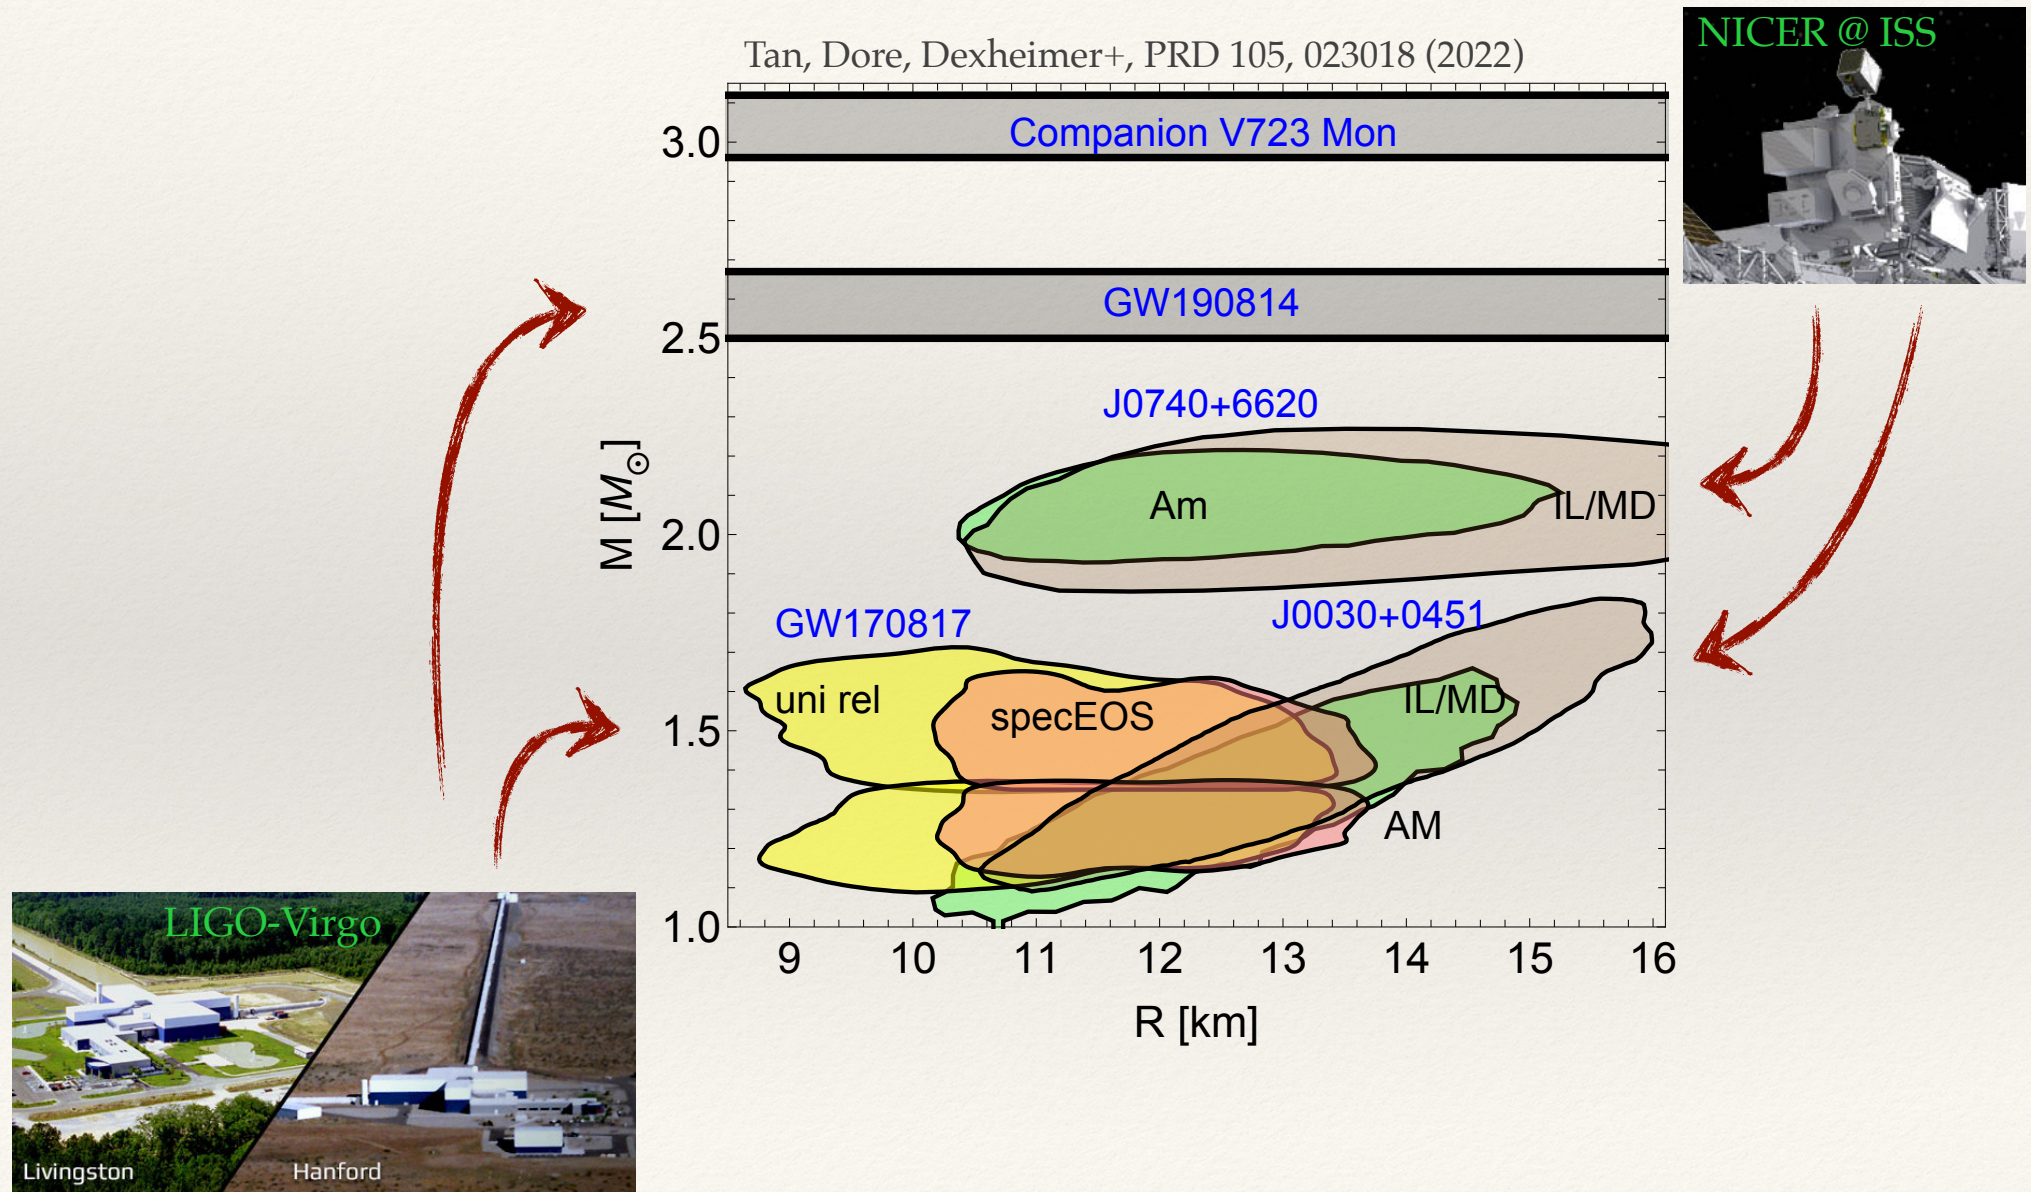 NICER @ ISS
Tan, Dore, Dexheimer+, PRD 105, 023018 (2022)
Companion V723 Mon
3.0
GW190814
2.5
J0740+6620
Am
IL/MD
M [M☉]
2.0
GW170817
J0030+0451
uni rel
specEOS
IL/MD
1.5
AM
1.0
9 10 11 12 13 14 15 16
R [km]
LIGO-Virgo
Livingston
Hanford